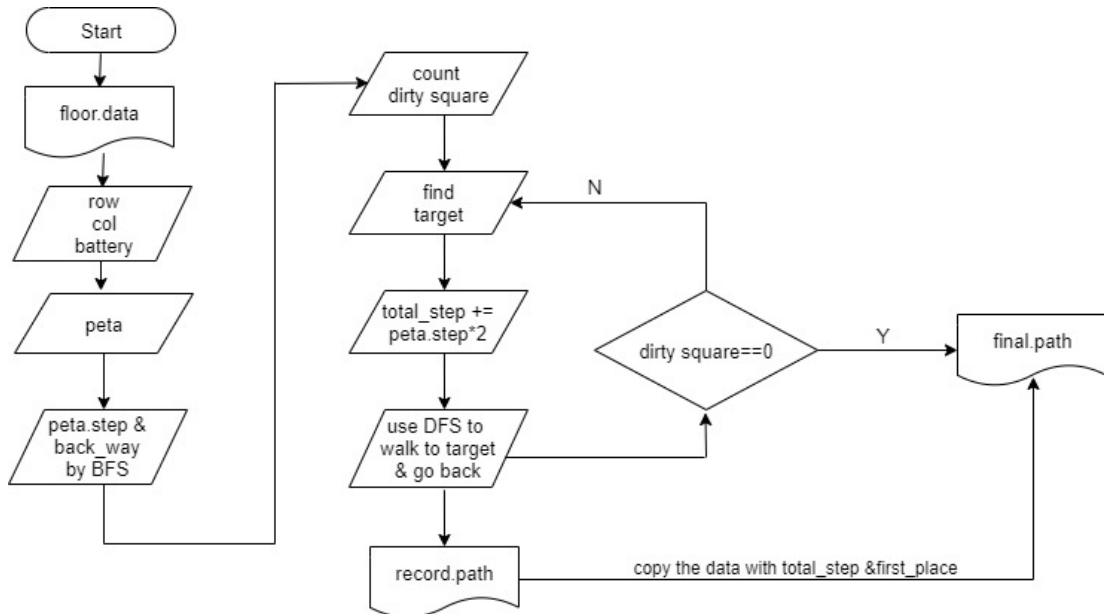 Start
floor.data
row
col
battery
peta
peta.step &
back_way
by BFS
count
dirty square
find
target
total_step +=
peta.step*2
use DFS to
walk to target
& go back
record.path
N
dirty square==0
Y
final.path
copy the data with total_step &first_place